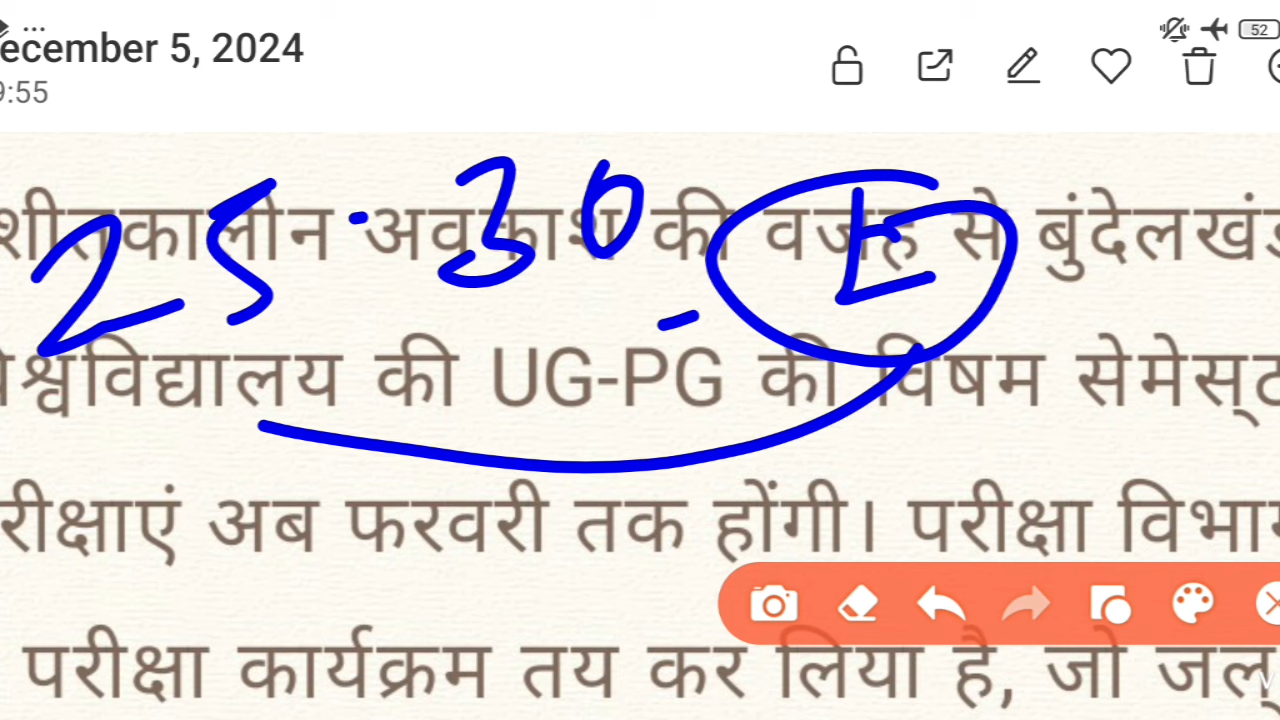 ecember 5, 2024
52
9:55
शीतकालीन अवकाश की वजह से बुंदेलखंड
25 - 30 - E
विश्वविद्यालय की UG-PG की विषम सेमेस्ट
रीक्षाएं अब फरवरी तक होंगी। परीक्षा विभाग
परीक्षा कार्यक्रम तय कर लिया है, जो जल्